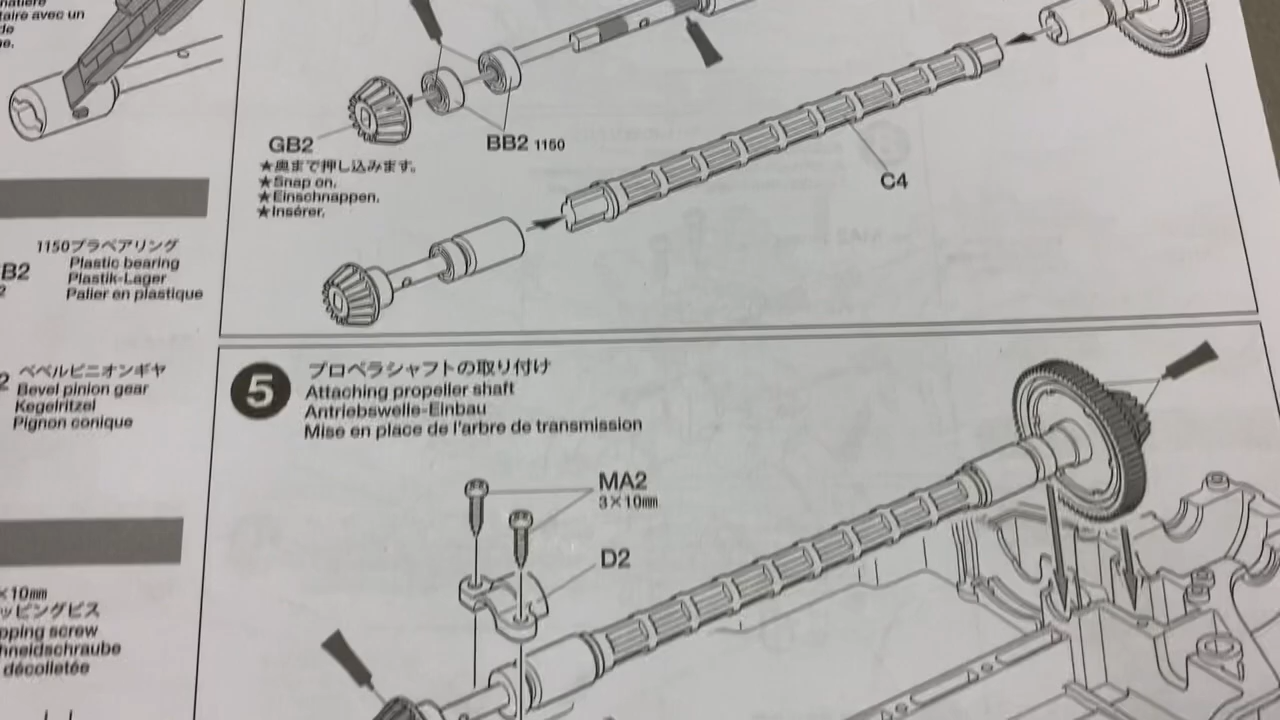 taire avec un
de
GB2
★奥まで押し込みます。
★Snap on.
★Einschnappen.
★Insérer.
BB2 1150
C4
B2
1150プラベアリング
Plastic bearing
Plastik-Lager
Palier en plastique
2
ベベルピニオンギヤ
Bevel pinion gear
Kegelritzel
Pignon conique
×10mm
ッピングビス
pping screw
hneidschraube
décolletée
5
プロペラシャフトの取り付け
Attaching propeller shaft
Antriebswelle-Einbau
Mise en place de l'arbre de transmission
MA2
3×10mm
D2